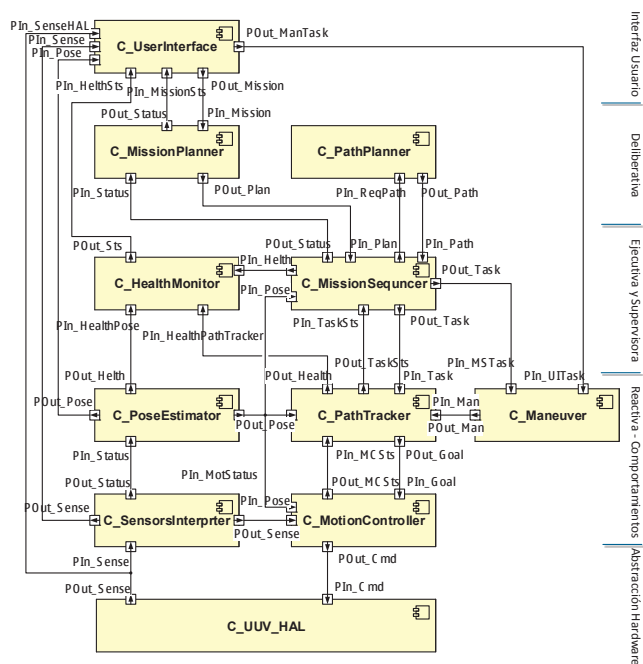 PIn_SenseHAL
PIn_Sense
PIn_Pose
C_UserInterface
POut_ManTask
PIn_HelthSts
PIn_MissionSts
POut_Mission
POut_Status
PIn_Mission
Interfaz Usuario
C_MissionPlanner
C_PathPlanner
PIn_Status
POut_Plan
PIn_ReqPath
POut_Path
Deliberativa
POut_Sts
PIn_Helth
POut_Status
PIn_Plan
PIn_Path
POut_Task
C_HealthMonitor
C_MissionSequncer
PIn_Pose
PIn_HealthPose
PIn_HealthPathTracker
PIn_TaskSts
POut_Task
Ejecutiva y Supervisora
POut_Helth
POut_Health
POut_TaskSts
PIn_Task
PIn_MSTask
PIn_UITask
POut_Pose
C_PoseEstimator
POut_Pose
C_PathTracker
PIn_Man
POut_Man
C_Maneuver
PIn_Status
PIn_MotStatus
PIn_MCSts
POut_Goal
POut_Status
POut_MCSts
PIn_Goal
Reactiva - Comportamientos
POut_Sense
C_SensorsInterprter
PIn_Pose
POut_Sense
C_MotionController
PIn_Sense
POut_Cmd
POut_Sense
PIn_Cmd
C_UUV_HAL
Abstracción Hardware